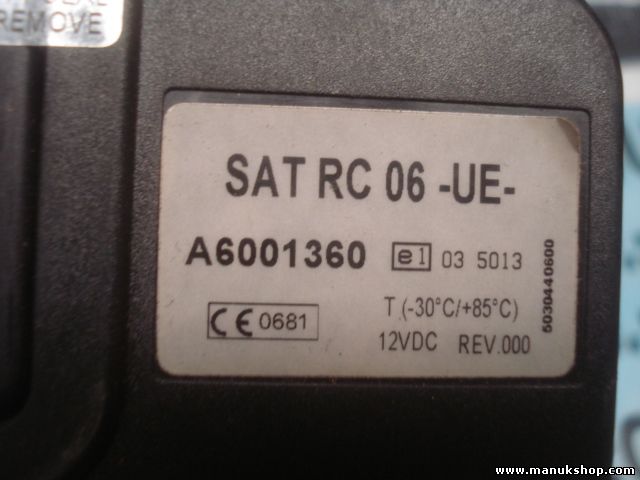 REMOVE
SAT RC 06 -UE-
A6001360 e1 03 5013
CE 0681
T (-30°C/+85°C)
12VDC REV.000
5030440600
www.manukshop.com